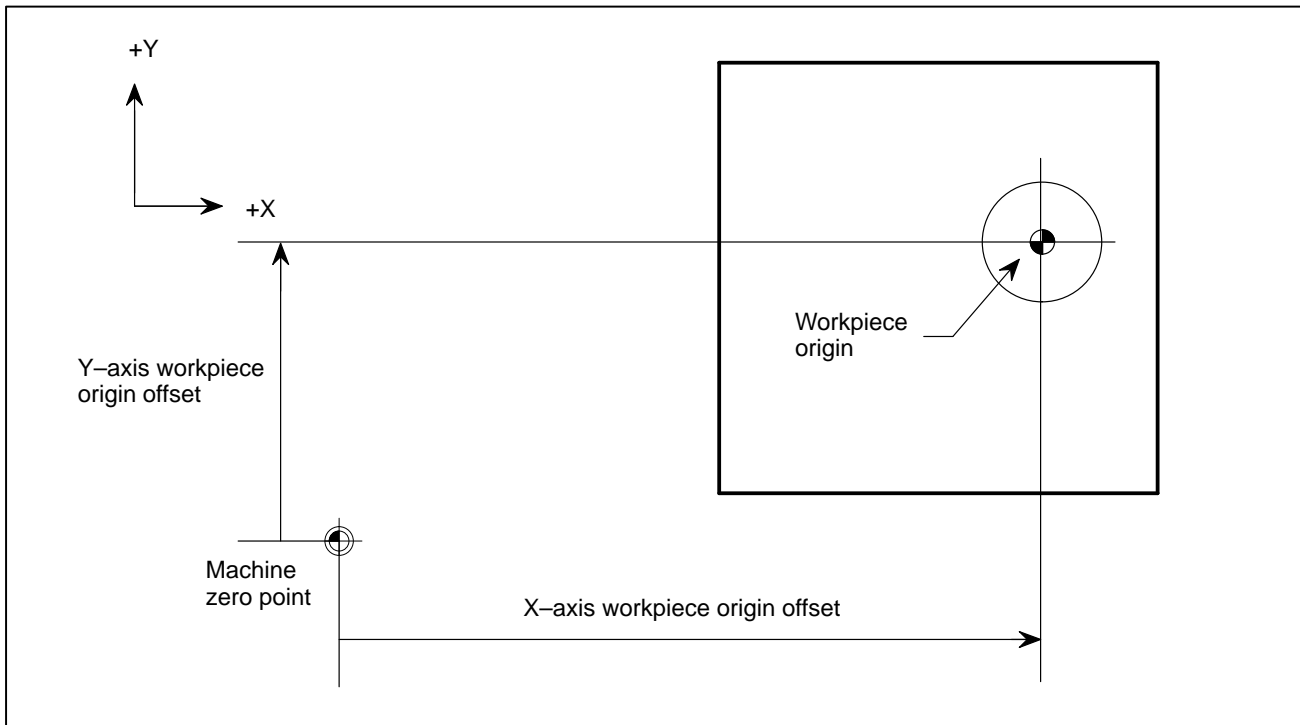 +Y
+X
Workpiece
origin
Y–axis workpiece
origin offset
Machine
zero point
X–axis workpiece origin offset